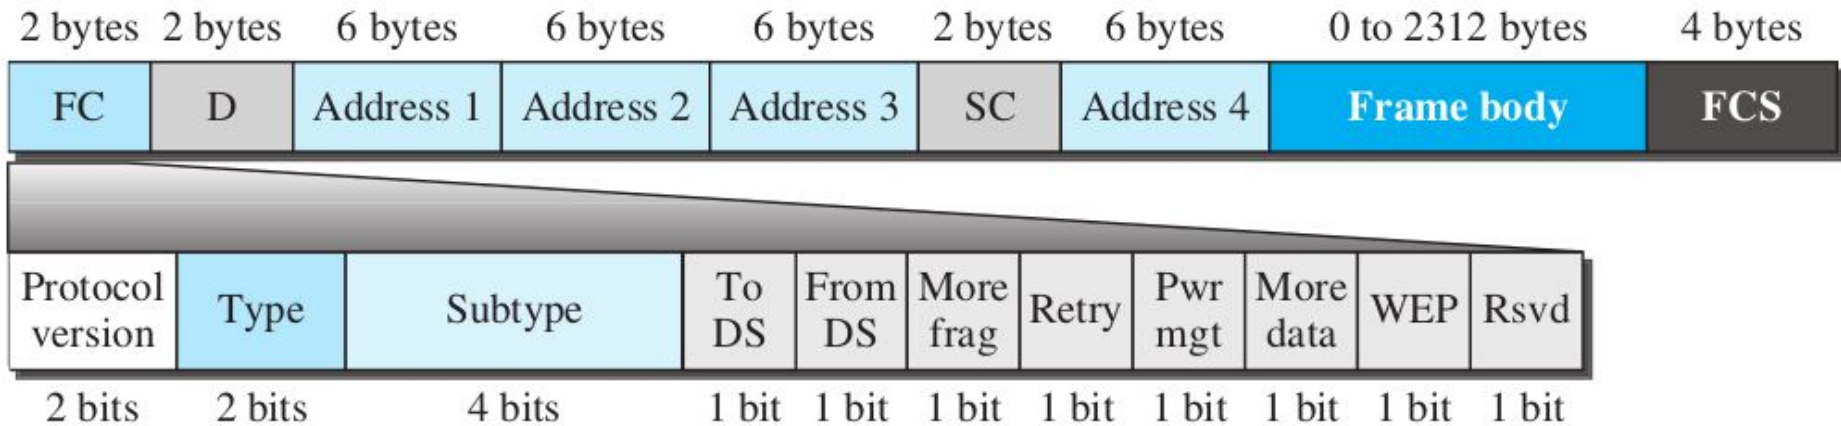 2 bytes 2 bytes 6 bytes 6 bytes 6 bytes 2 bytes 6 bytes 0 to 2312 bytes 4 bytes
FC D Address 1 Address 2 Address 3 SC Address 4 Frame body FCS
Protocol version Type Subtype To DS From DS More frag Retry Pwr mgt More data WEP Rsvd
2 bits 2 bits 4 bits 1 bit 1 bit 1 bit 1 bit 1 bit 1 bit 1 bit 1 bit